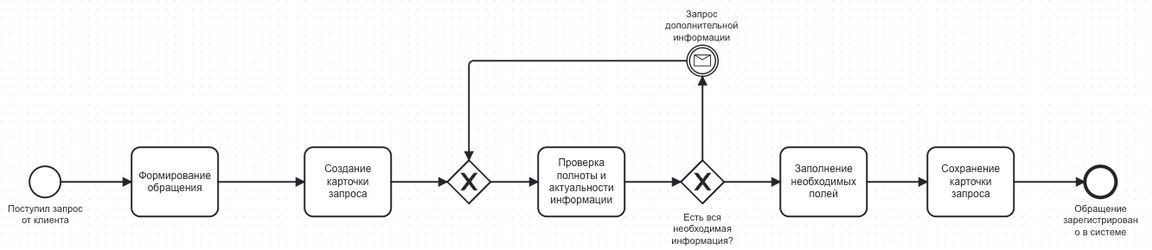 Запрос
дополнительной
информации
Поступил запрос
от клиента
Формирование
обращения
Создание
карточки
запроса
Проверка
полноты и
актуальности
информации
Есть вся
необходимая
информация?
Заполнение
необходимых
полей
Сохранение
карточки
запроса
Обращение
зарегистрирован
о в системе